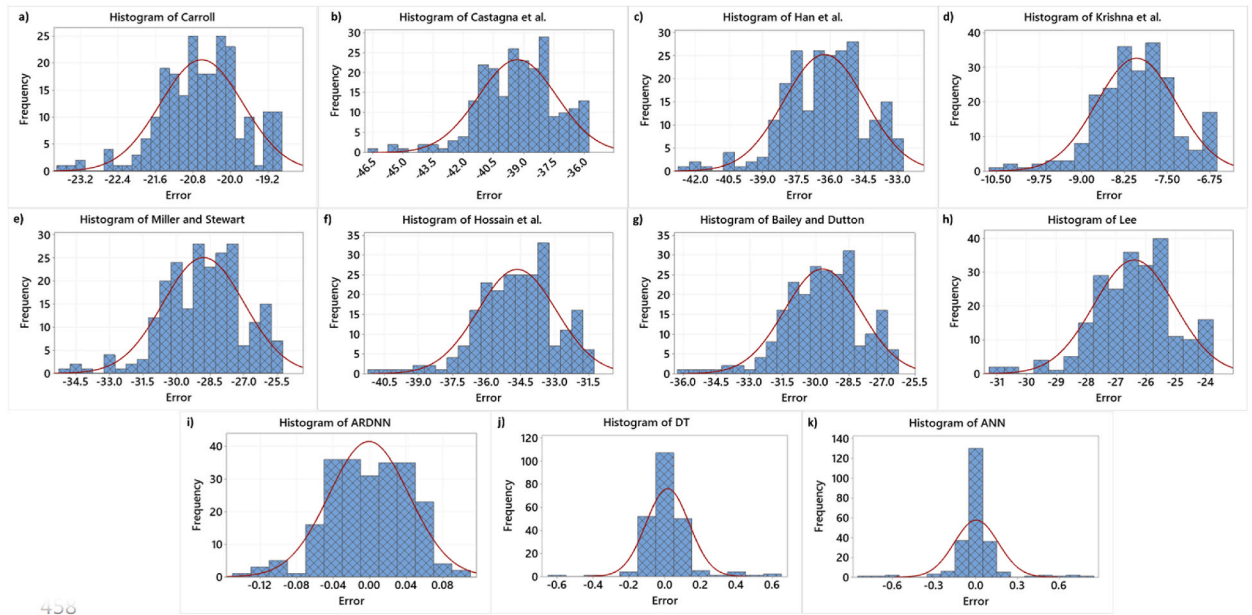 a) Histogram of Carroll
25
20
15
10
5
0
Frequency
-23.2 -22.4 -21.6 -20.8 -20.0 -19.2
Error
b) Histogram of Castagna et al.
30
25
20
15
10
5
0
Frequency
-46.5 -45.0 -43.5 -42.0 -40.5 -39.0 -37.5 -36.0
Error
c) Histogram of Han et al.
30
25
20
15
10
5
0
Frequency
-42.0 -40.5 -39.0 -37.5 -36.0 -34.5 -33.0
Error
d) Histogram of Krishna et al.
40
30
20
10
0
Frequency
-10.50 -9.75 -9.00 -8.25 -7.50 -6.75
Error
e) Histogram of Miller and Stewart
30
25
20
15
10
5
0
Frequency
-34.5 -33.0 -31.5 -30.0 -28.5 -27.0 -25.5
Error
f) Histogram of Hossain et al.
35
30
25
20
15
10
5
0
Frequency
-40.5 -39.0 -37.5 -36.0 -34.5 -33.0 -31.5
Error
g) Histogram of Bailey and Dutton
35
30
25
20
15
10
5
0
Frequency
-36.0 -34.5 -33.0 -31.5 -30.0 -28.5 -27.0 -25.5
Error
h) Histogram of Lee
40
30
20
10
0
Frequency
-31 -30 -29 -28 -27 -26 -25 -24
Error
i) Histogram of ARDNN
40
30
20
10
0
Frequency
-0.12 -0.08 -0.04 0.00 0.04 0.08
Error
j) Histogram of DT
120
100
80
60
40
20
0
Frequency
-0.6 -0.4 -0.2 0.0 0.2 0.4 0.6
Error
k) Histogram of ANN
140
120
100
80
60
40
20
0
Frequency
-0.6 -0.3 0.0 0.3 0.6
Error
458